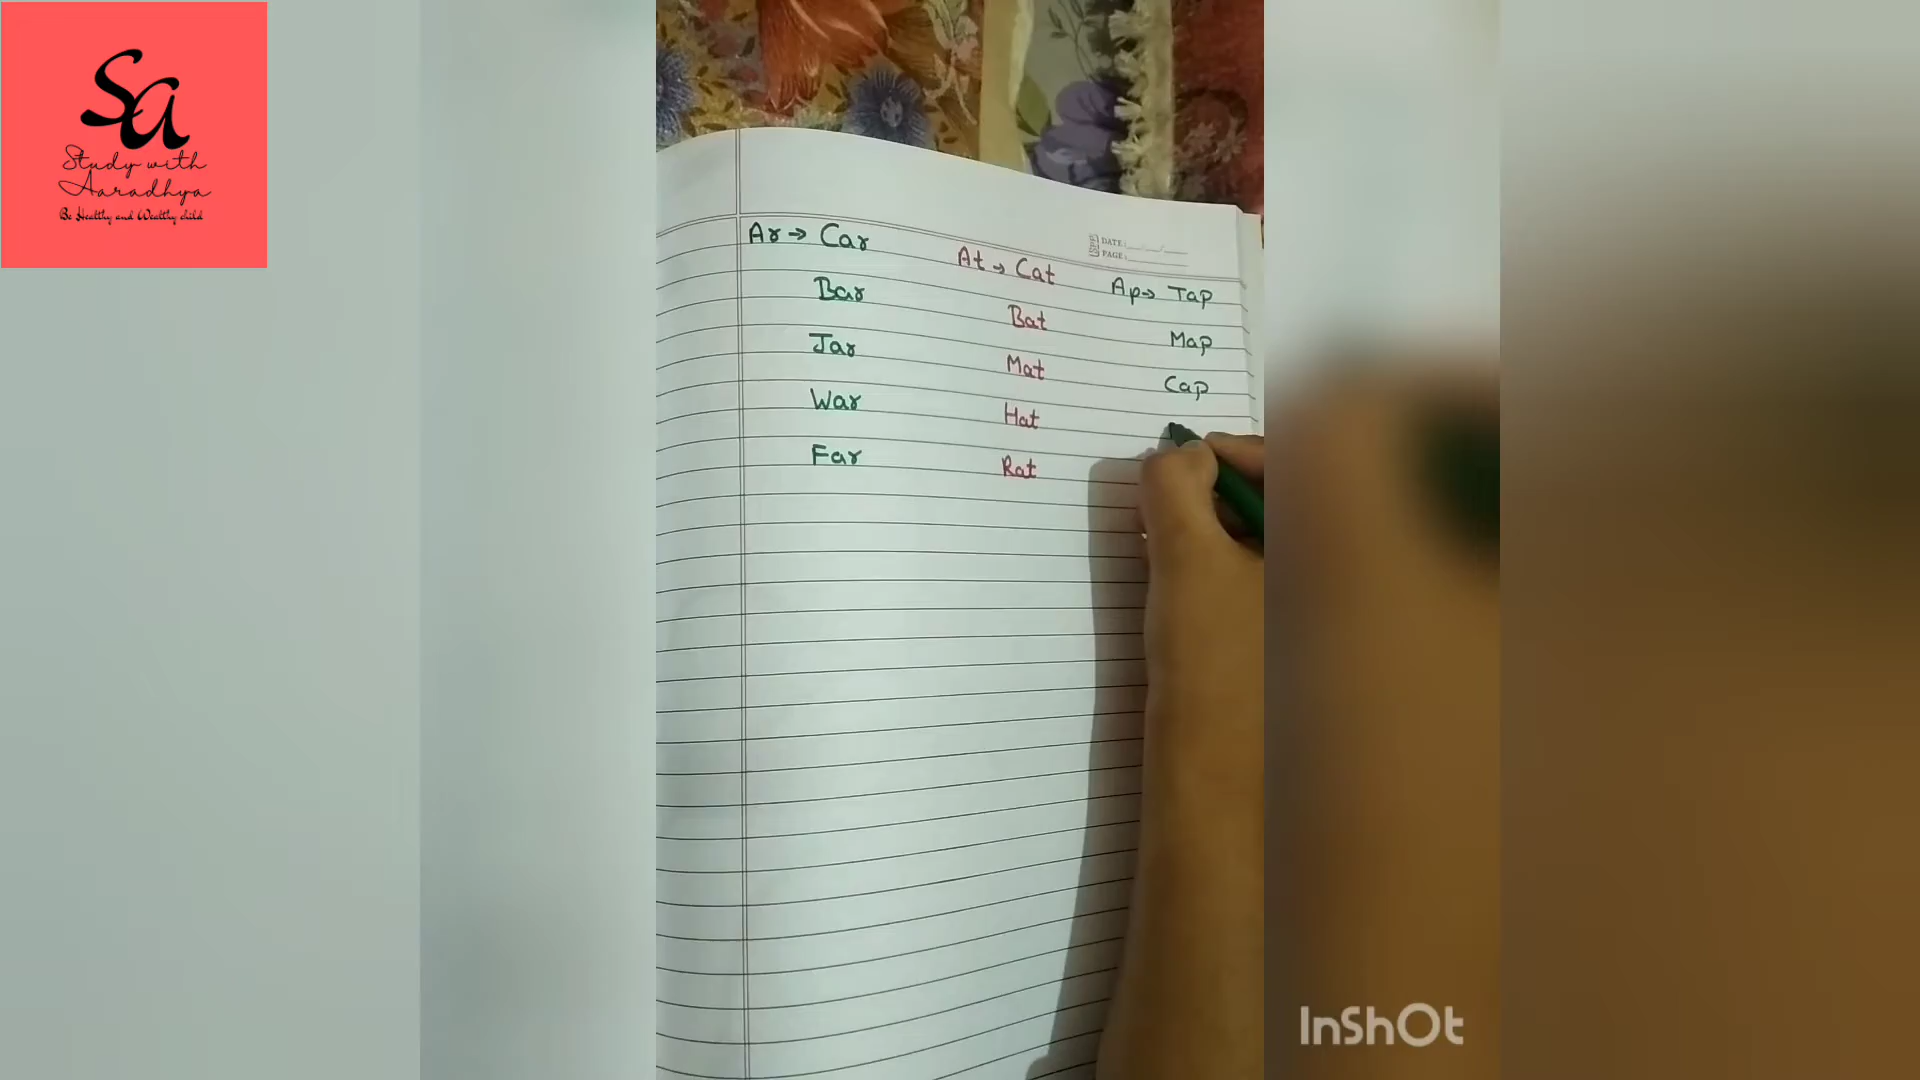 Sa
Study with
Aaradhya
Be Healthy and Wealthy child
DATE
PAGE
Ar → Car
Bar
Jar
War
Far
At → Cat
Bat
Mat
Hat
Rat
Ap → Tap
Map
Cap
InShOt